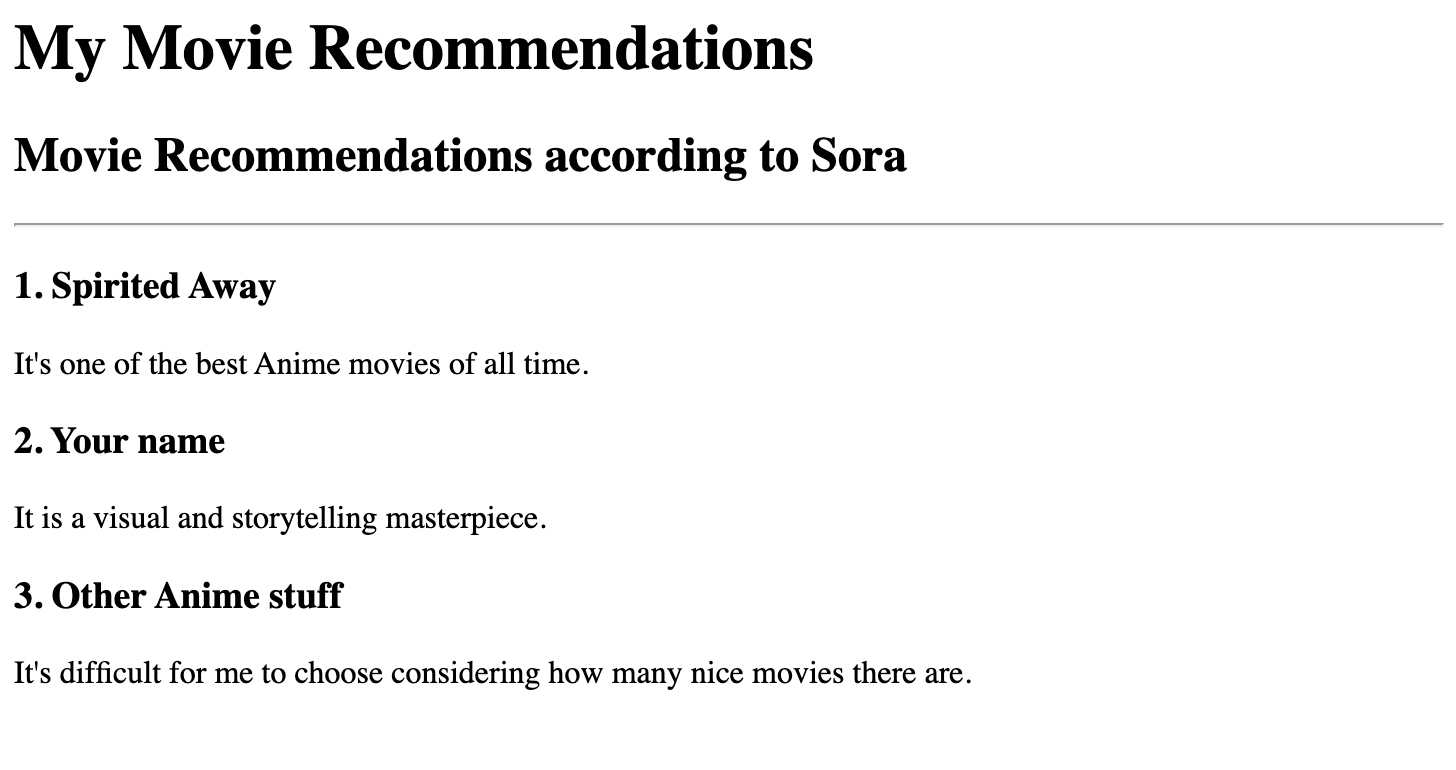 My Movie Recommendations
Movie Recommendations according to Sora
1. Spirited Away
It's one of the best Anime movies of all time.
2. Your name
It is a visual and storytelling masterpiece.
3. Other Anime stuff
It's difficult for me to choose considering how many nice movies there are.